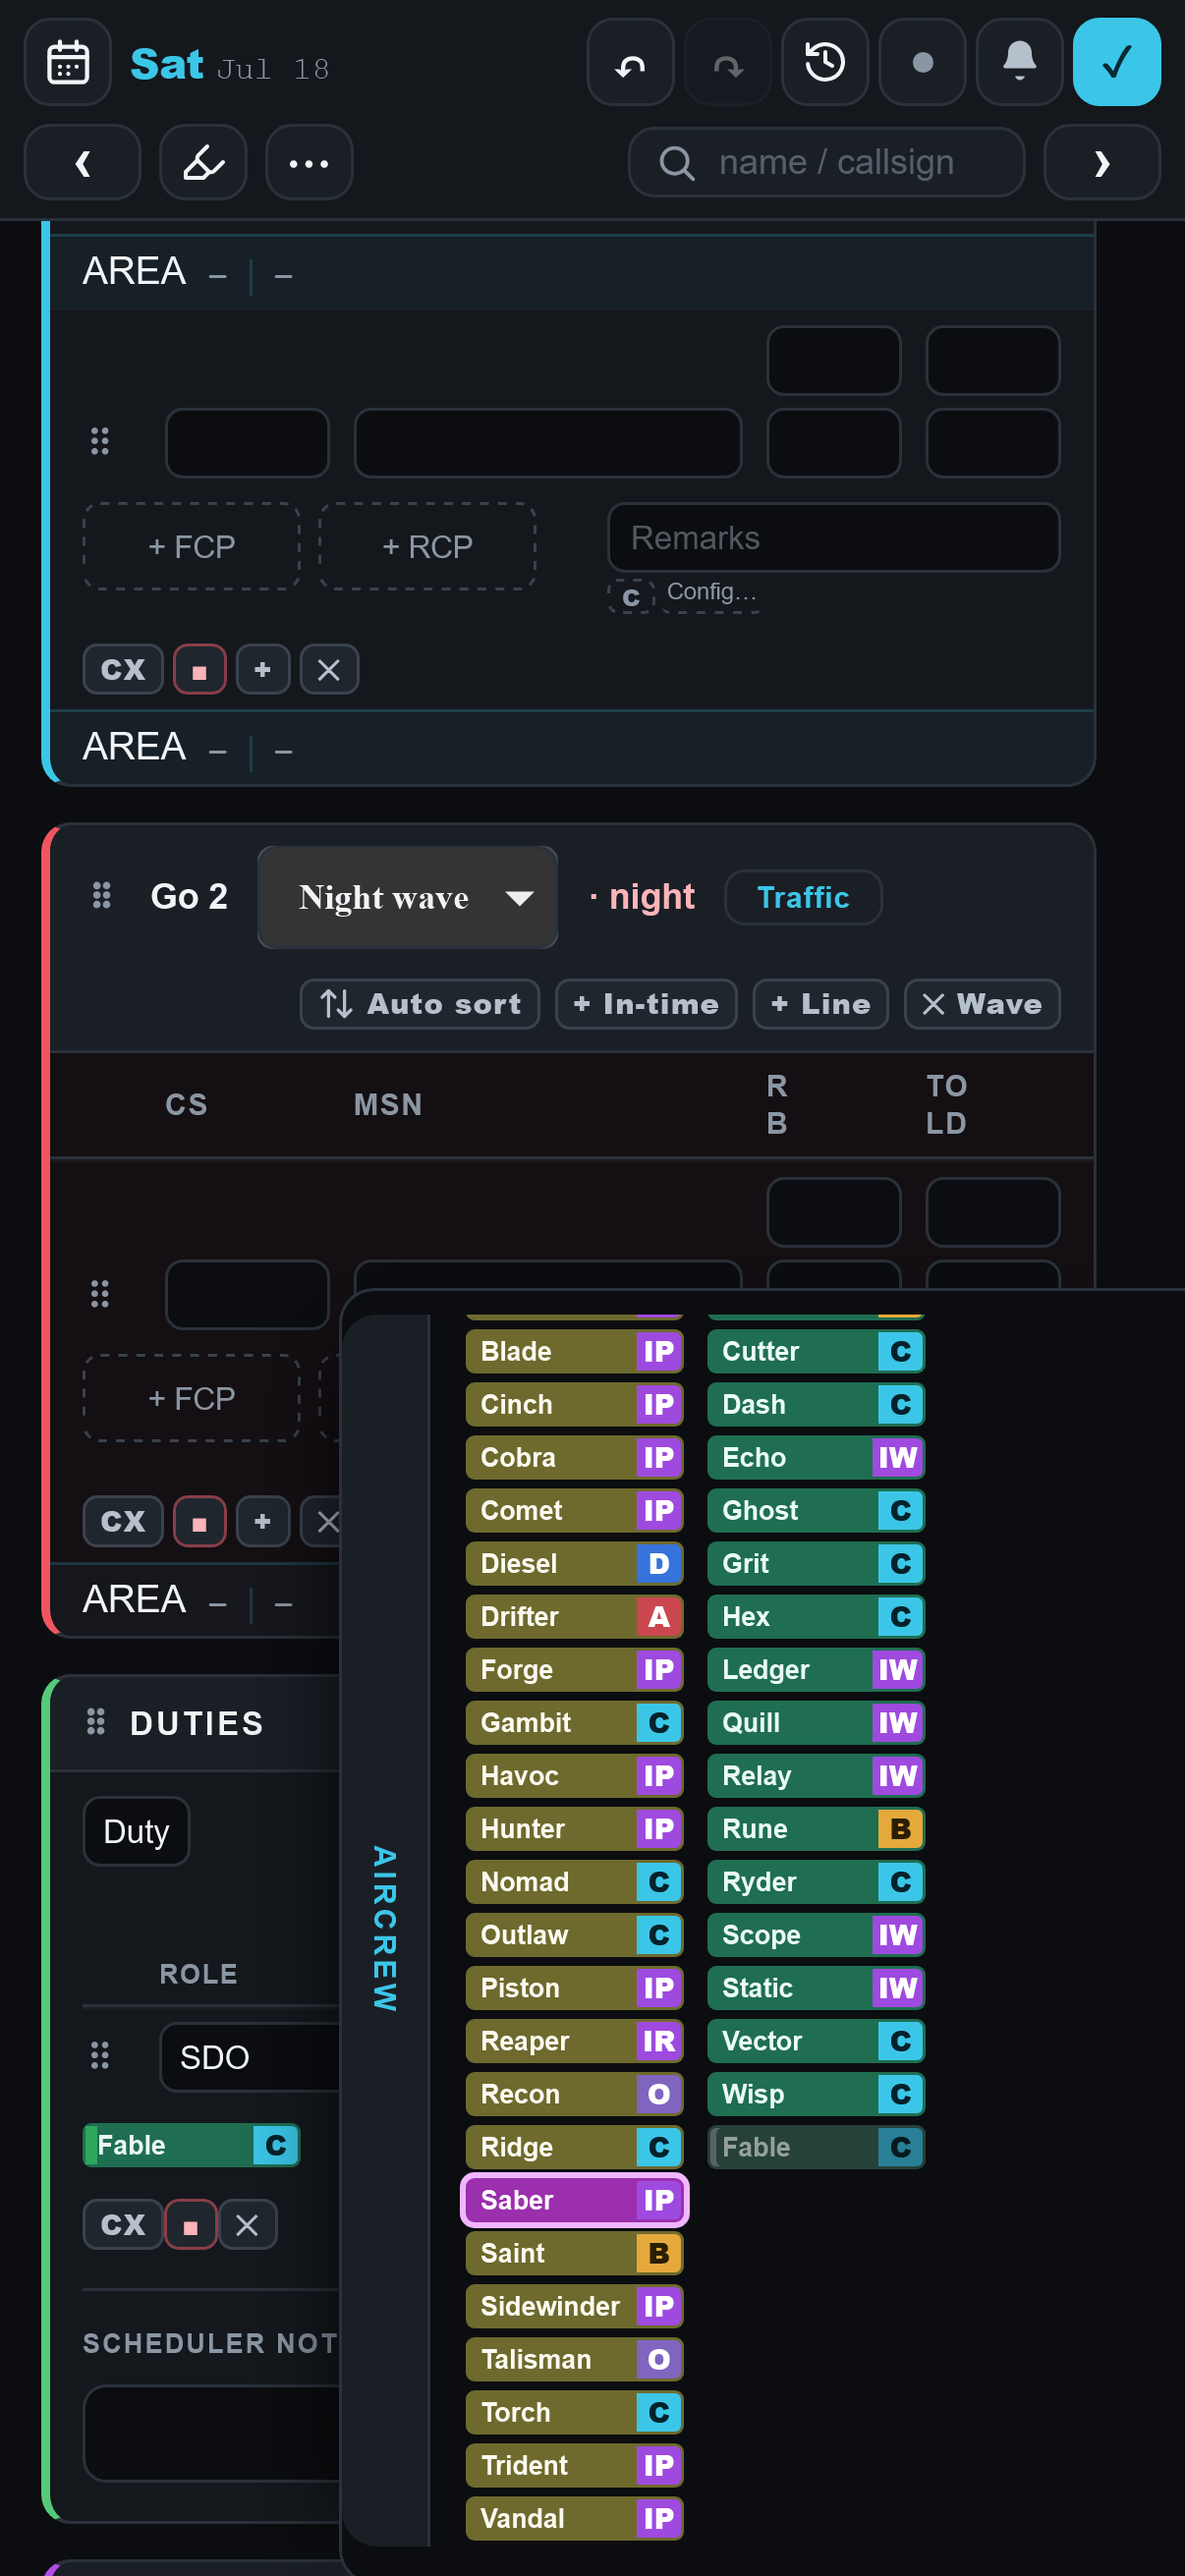 Sat Jul 18
name / callsign
AREA – | –
+ FCP + RCP Remarks
C Config...
CX + ×
AREA – | –
Go 2 Night wave · night Traffic
Auto sort + In-time + Line × Wave
CS MSN R TO
B LD
+ FCP
CX +
AREA – | –
DUTIES
Duty
ROLE
SDO
Fable C
CX ×
SCHEDULER NOT
AIRCREW
Blade IP Cutter C
Cinch IP Dash C
Cobra IP Echo IW
Comet IP Ghost C
Diesel D Grit C
Drifter A Hex C
Forge IP Ledger IW
Gambit C Quill IW
Havoc IP Relay IW
Hunter IP Rune B
Nomad C Ryder C
Outlaw C Scope IW
Piston IP Static IW
Reaper IR Vector C
Recon O Wisp C
Ridge C Fable C
Saber IP
Saint B
Sidewinder IP
Talisman O
Torch C
Trident IP
Vandal IP